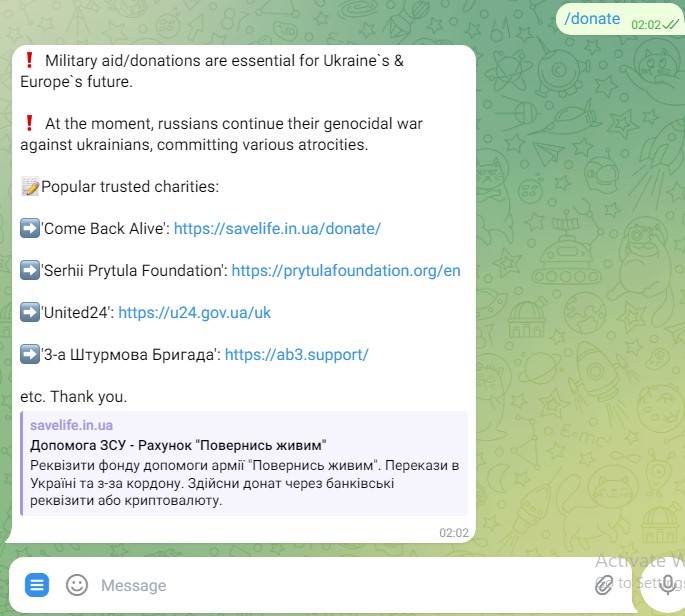 /donate 02:02
❗ Military aid/donations are essential for Ukraine`s &
Europe`s future.
❗ At the moment, russians continue their genocidal war
against ukrainians, committing various atrocities.
📝Popular trusted charities:
➡️'Come Back Alive': https://savelife.in.ua/donate/
➡️'Serhii Prytula Foundation': https://prytulafoundation.org/en
➡️'United24': https://u24.gov.ua/uk
➡️'3-а Штурмова Бригада': https://ab3.support/
etc. Thank you.
savelife.in.ua
Допомога ЗСУ - Рахунок "Повернись живим"
Реквізити фонду допомоги армії "Повернись живим". Перекази в
Україні та з-за кордону. Здійсни донат через банківські
реквізити або криптовалюту.
02:02
Activate W
Message
Go to Settings